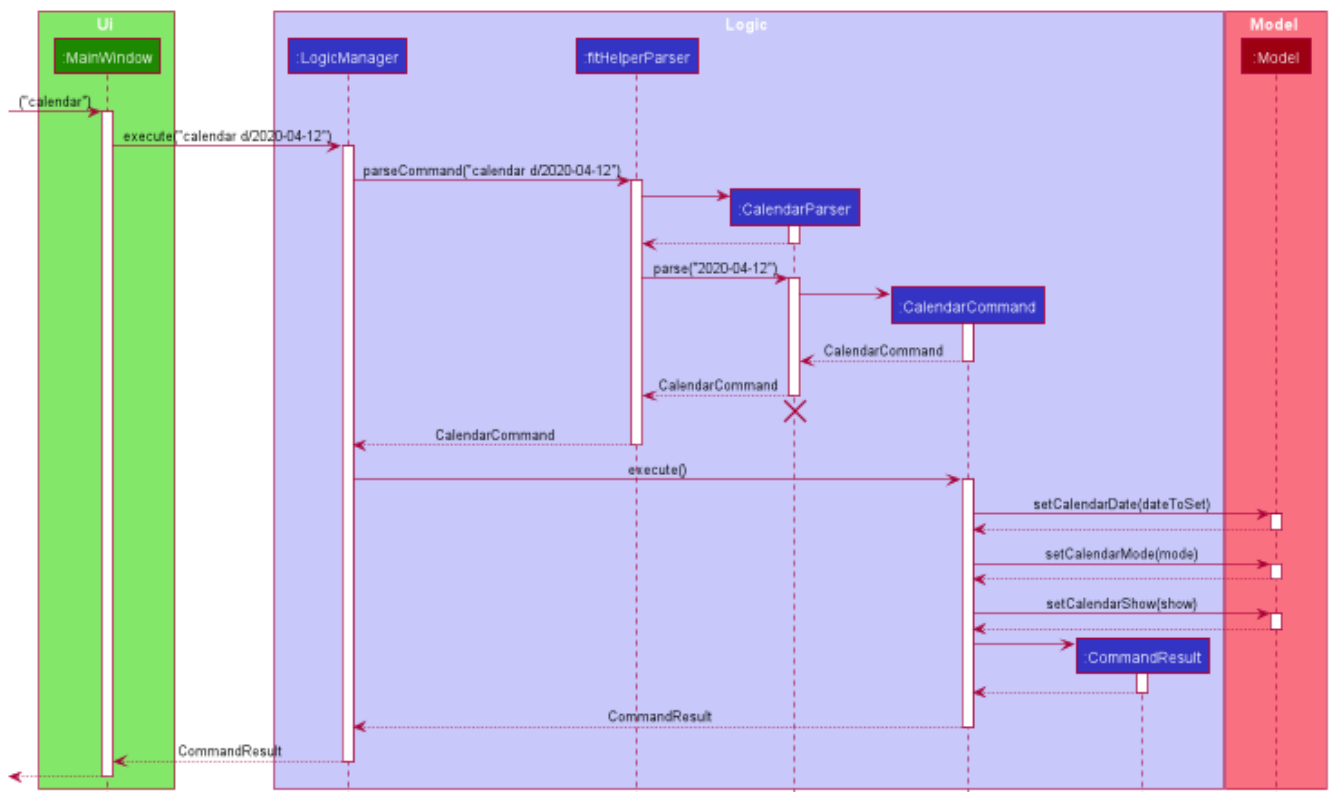 Ui
Logic
Model
:MainWindow
:LogicManager
:fitHelperParser
:Model
("calendar")
execute("calendar d/2020-04-12")
parseCommand("calendar d/2020-04-12")
:CalendarParser
parse("2020-04-12")
:CalendarCommand
CalendarCommand
CalendarCommand
CalendarCommand
execute()
setCalendarDate(dateToSet)
setCalendarMode(mode)
setCalendarShow(show)
:CommandResult
CommandResult
CommandResult